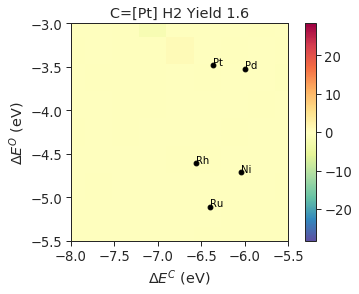 C=[Pt] H2 Yield 1.6
−3.0
−3.5
−4.0
−4.5
−5.0
−5.5
ΔE^O (eV)
Pt
Pd
Rh
Ni
Ru
−8.0 −7.5 −7.0 −6.5 −6.0 −5.5
ΔE^C (eV)
20
10
0
−10
−20